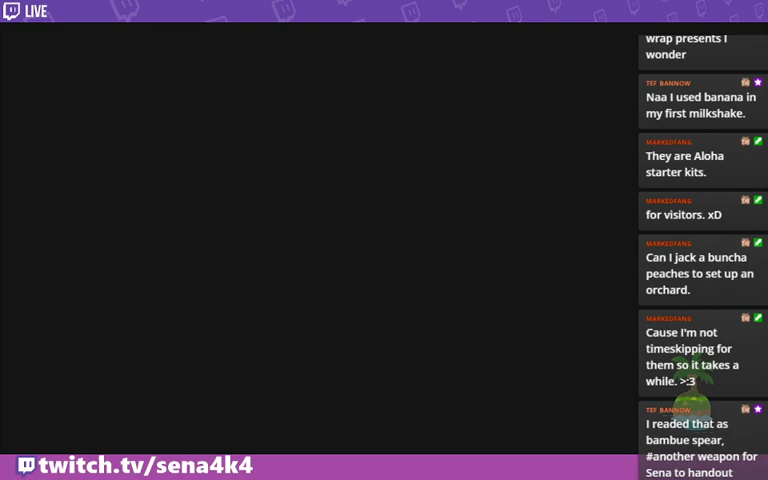 LIVE
wrap presents I
wonder
TEF BANNOW
Naa I used banana in
my first milkshake.
MARKEDFANG
They are Aloha
starter kits.
MARKEDFANG
for visitors. xD
MARKEDFANG
Can I jack a buncha
peaches to set up an
orchard.
MARKEDFANG
Cause I'm not
timeskipping for
them so it takes a
while. >:3
TEF BANNOW
I readed that as
bambue spear,
#another weapon for
Sena to handout
twitch.tv/sena4k4